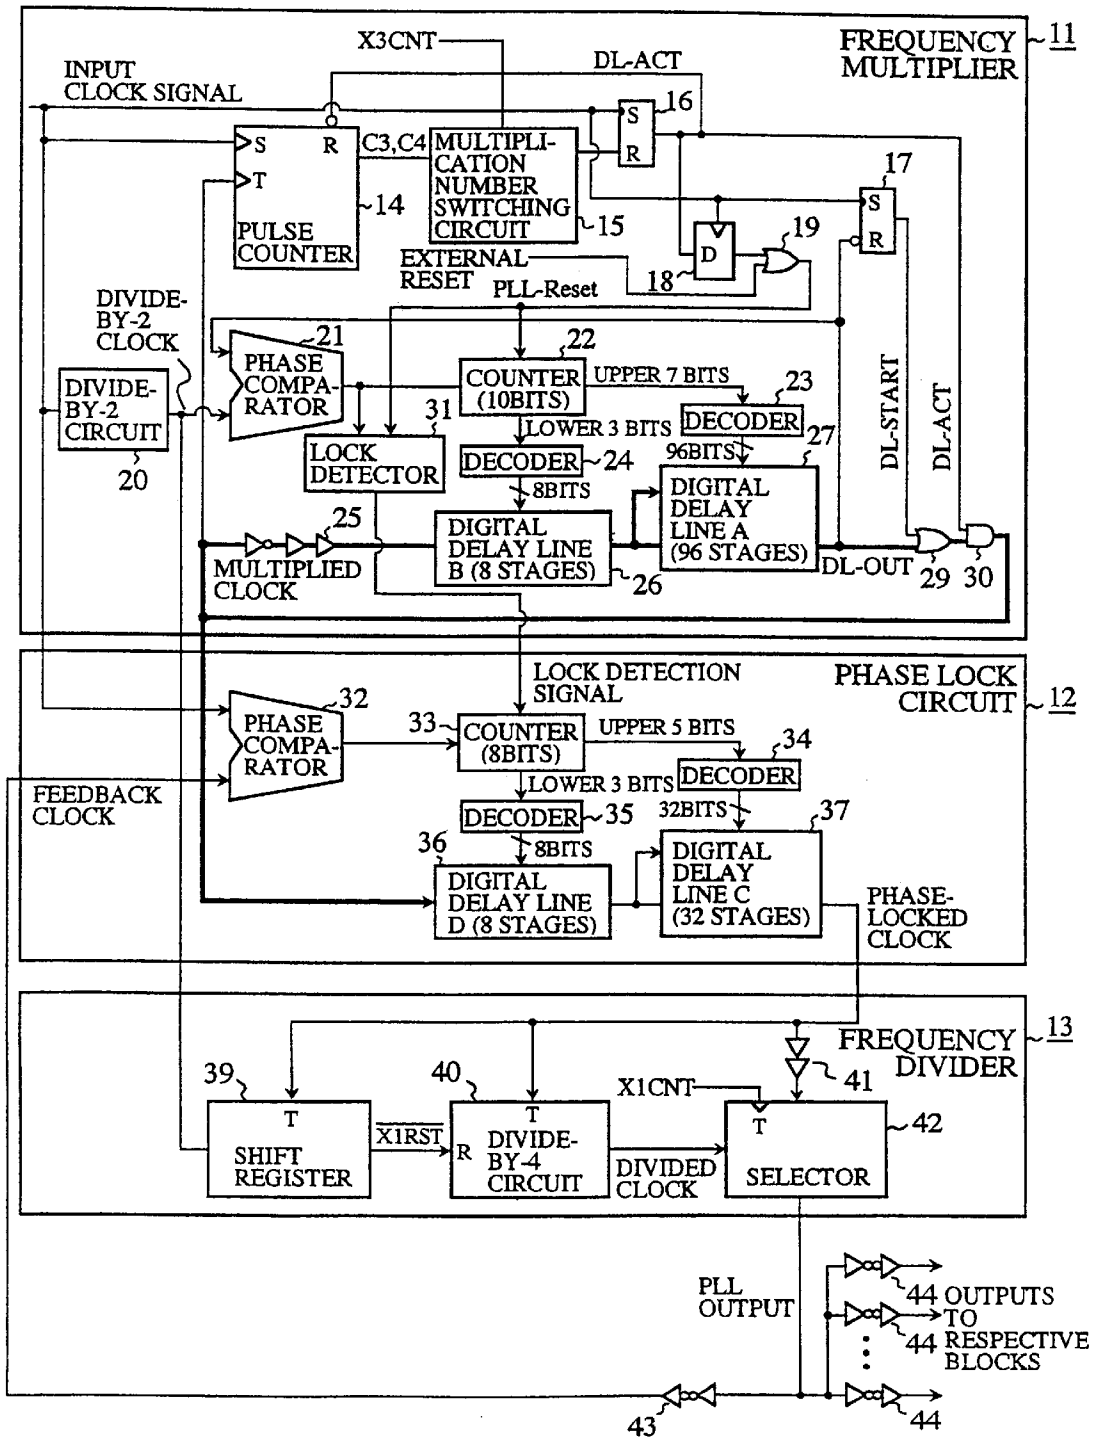 FREQUENCY
MULTIPLIER
11
X3CNT
DL-ACT
INPUT
CLOCK SIGNAL
16
S
R
S
R
T
C3,C4
MULTIPLI-
CATION
NUMBER
SWITCHING
CIRCUIT
14
15
PULSE
COUNTER
17
S
R
D
18
19
EXTERNAL
RESET
PLL-Reset
DIVIDE-
BY-2
CLOCK
21
PHASE
COMPA-
RATOR
22
COUNTER
(10BITS)
UPPER 7 BITS
23
DECODER
DIVIDE-
BY-2
CIRCUIT
20
31
LOCK
DETECTOR
LOWER 3 BITS
DECODER
24
8BITS
96BITS
27
DL-START
DL-ACT
DIGITAL
DELAY
LINE A
(96 STAGES)
25
MULTIPLIED
CLOCK
DIGITAL
DELAY LINE
B (8 STAGES)
26
DL-OUT
29
30
PHASE LOCK
CIRCUIT
12
LOCK DETECTION
SIGNAL
32
PHASE
COMPA-
RATOR
33
COUNTER
(8BITS)
UPPER 5 BITS
34
DECODER
FEEDBACK
CLOCK
LOWER 3 BITS
DECODER
35
8BITS
32BITS
37
36
DIGITAL
DELAY LINE
D (8 STAGES)
DIGITAL
DELAY
LINE C
(32 STAGES)
PHASE-
LOCKED
CLOCK
13
FREQUENCY
DIVIDER
39
T
SHIFT
REGISTER
X1RST
40
T
R
DIVIDE-
BY-4
CIRCUIT
DIVIDED
CLOCK
X1CNT
41
T
SELECTOR
42
PLL
OUTPUT
44
OUTPUTS
TO
RESPECTIVE
BLOCKS
44
43
44